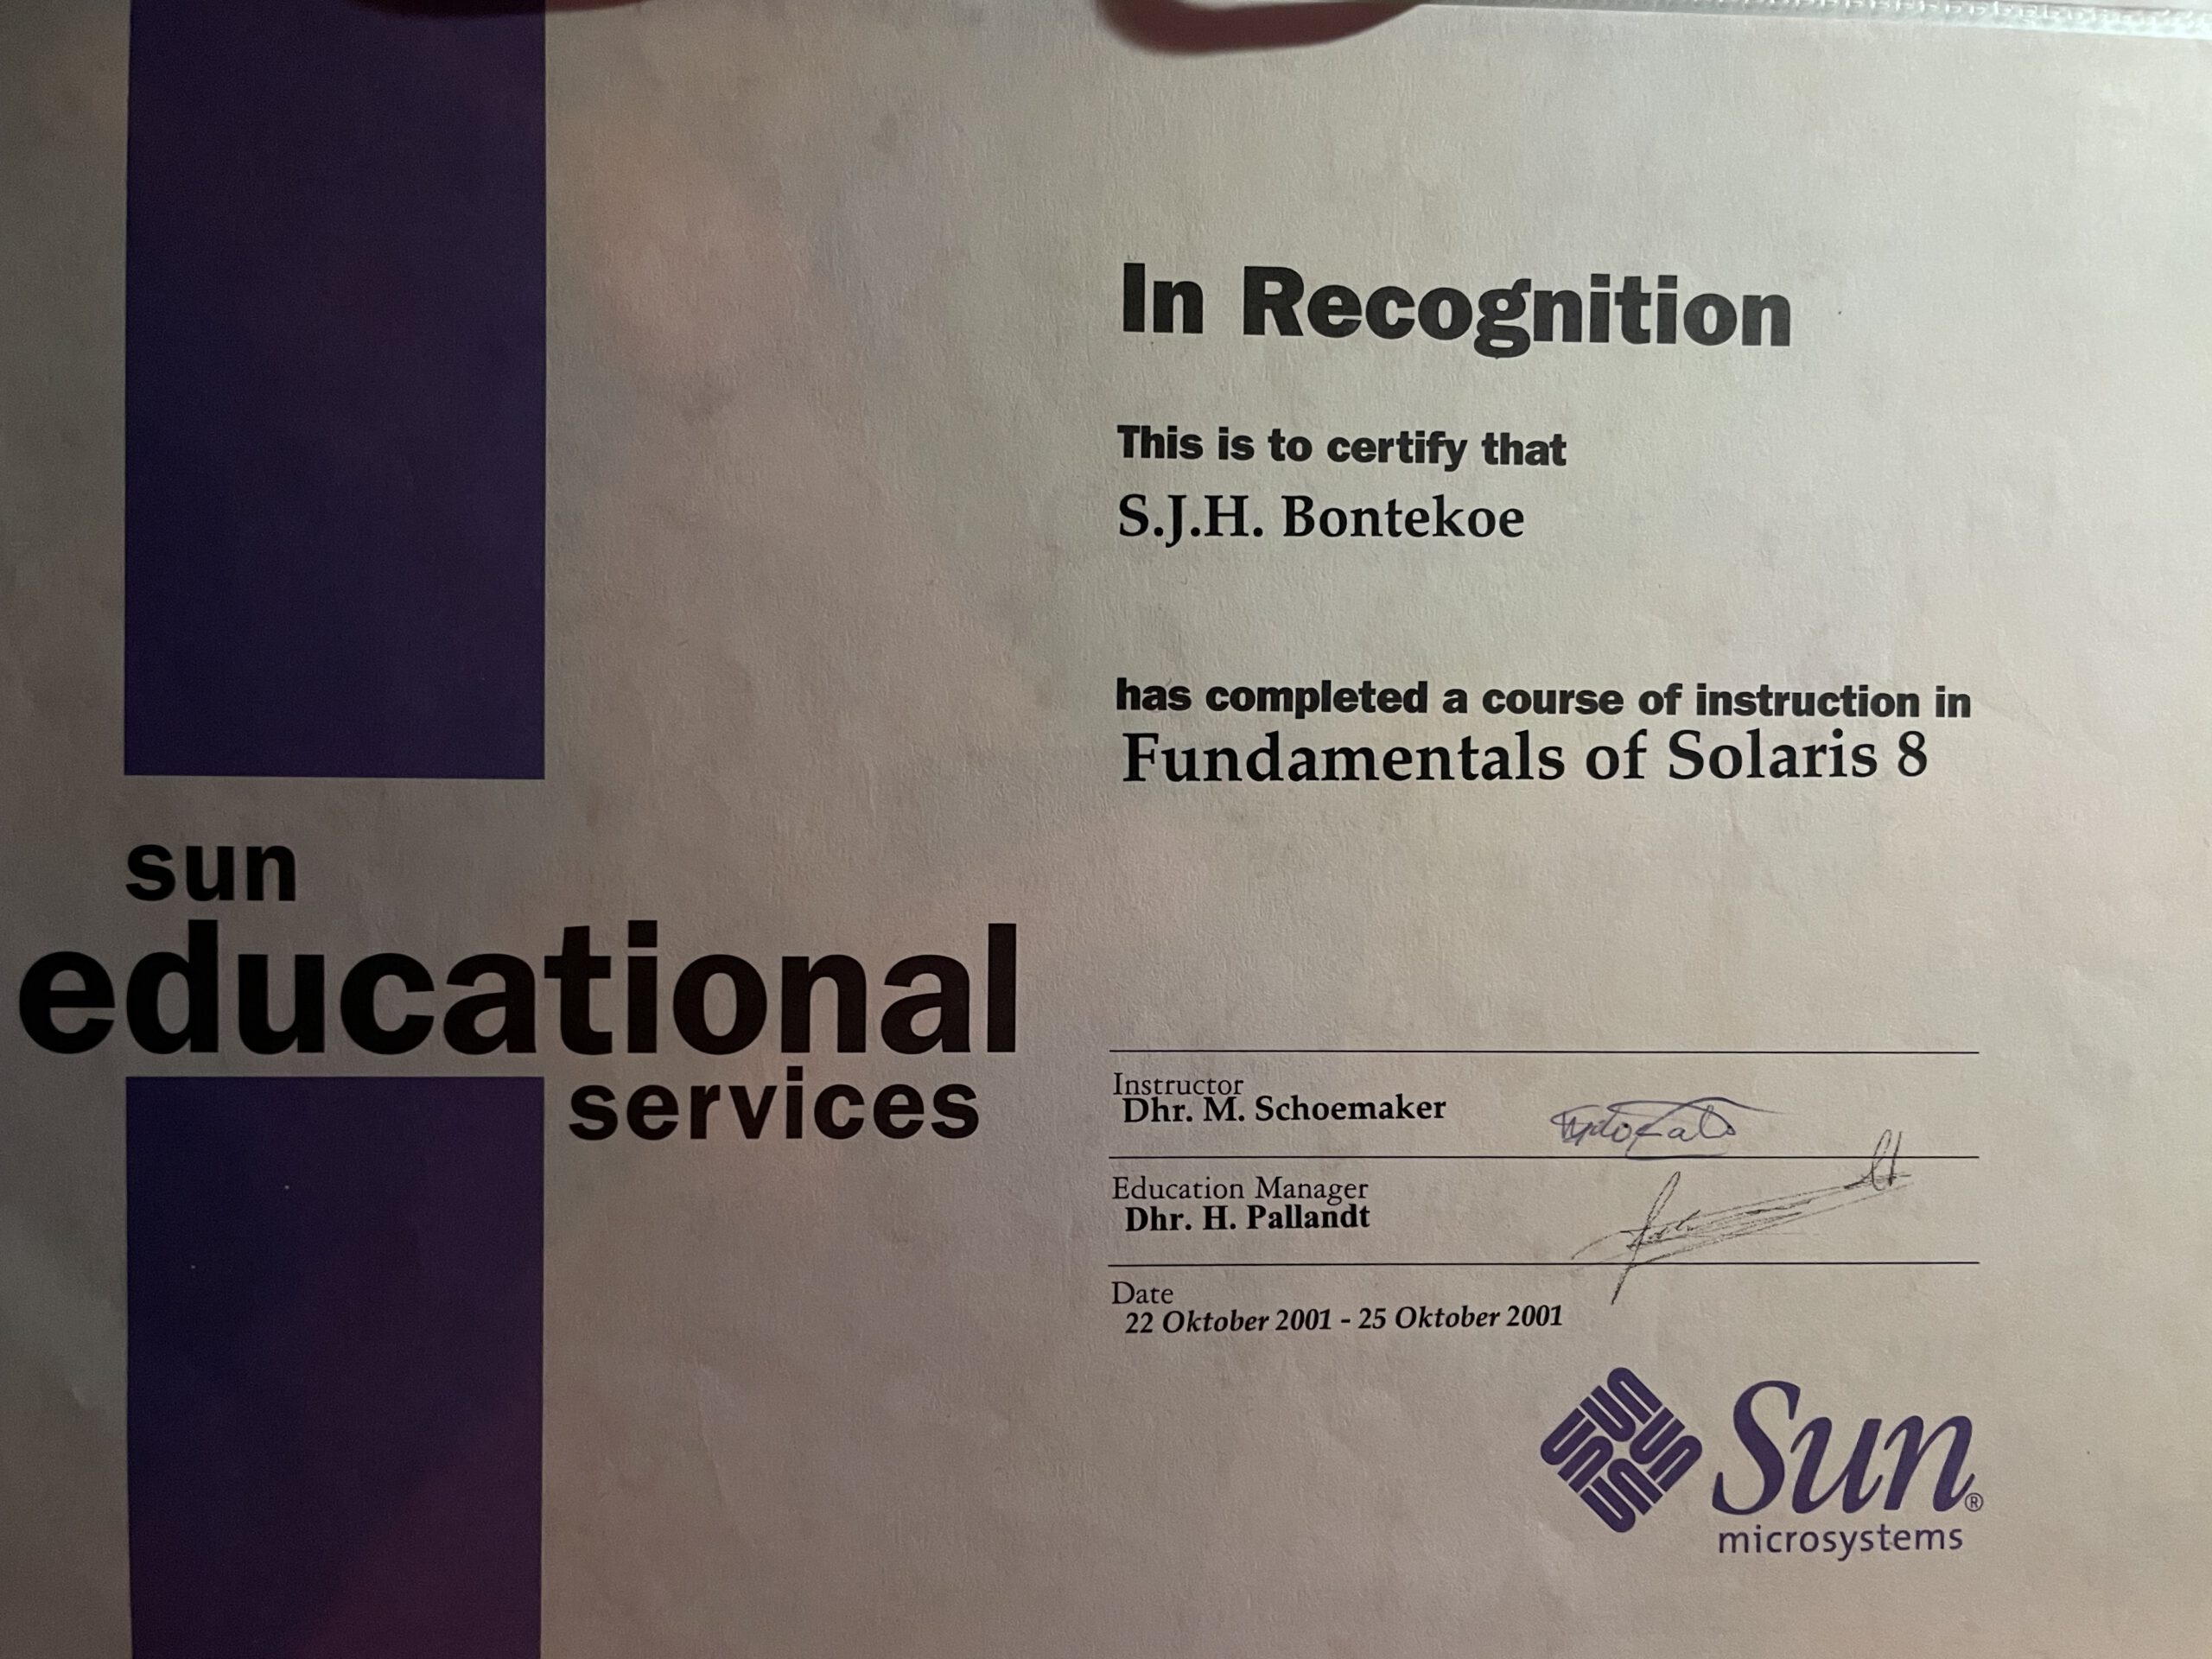 In Recognition
This is to certify that
S.J.H. Bontekoe
has completed a course of instruction in
Fundamentals of Solaris 8
sun
educational
services
Instructor
Dhr. M. Schoemaker
Education Manager
Dhr. H. Pallandt
Date
22 Oktober 2001 - 25 Oktober 2001
Sun®
microsystems